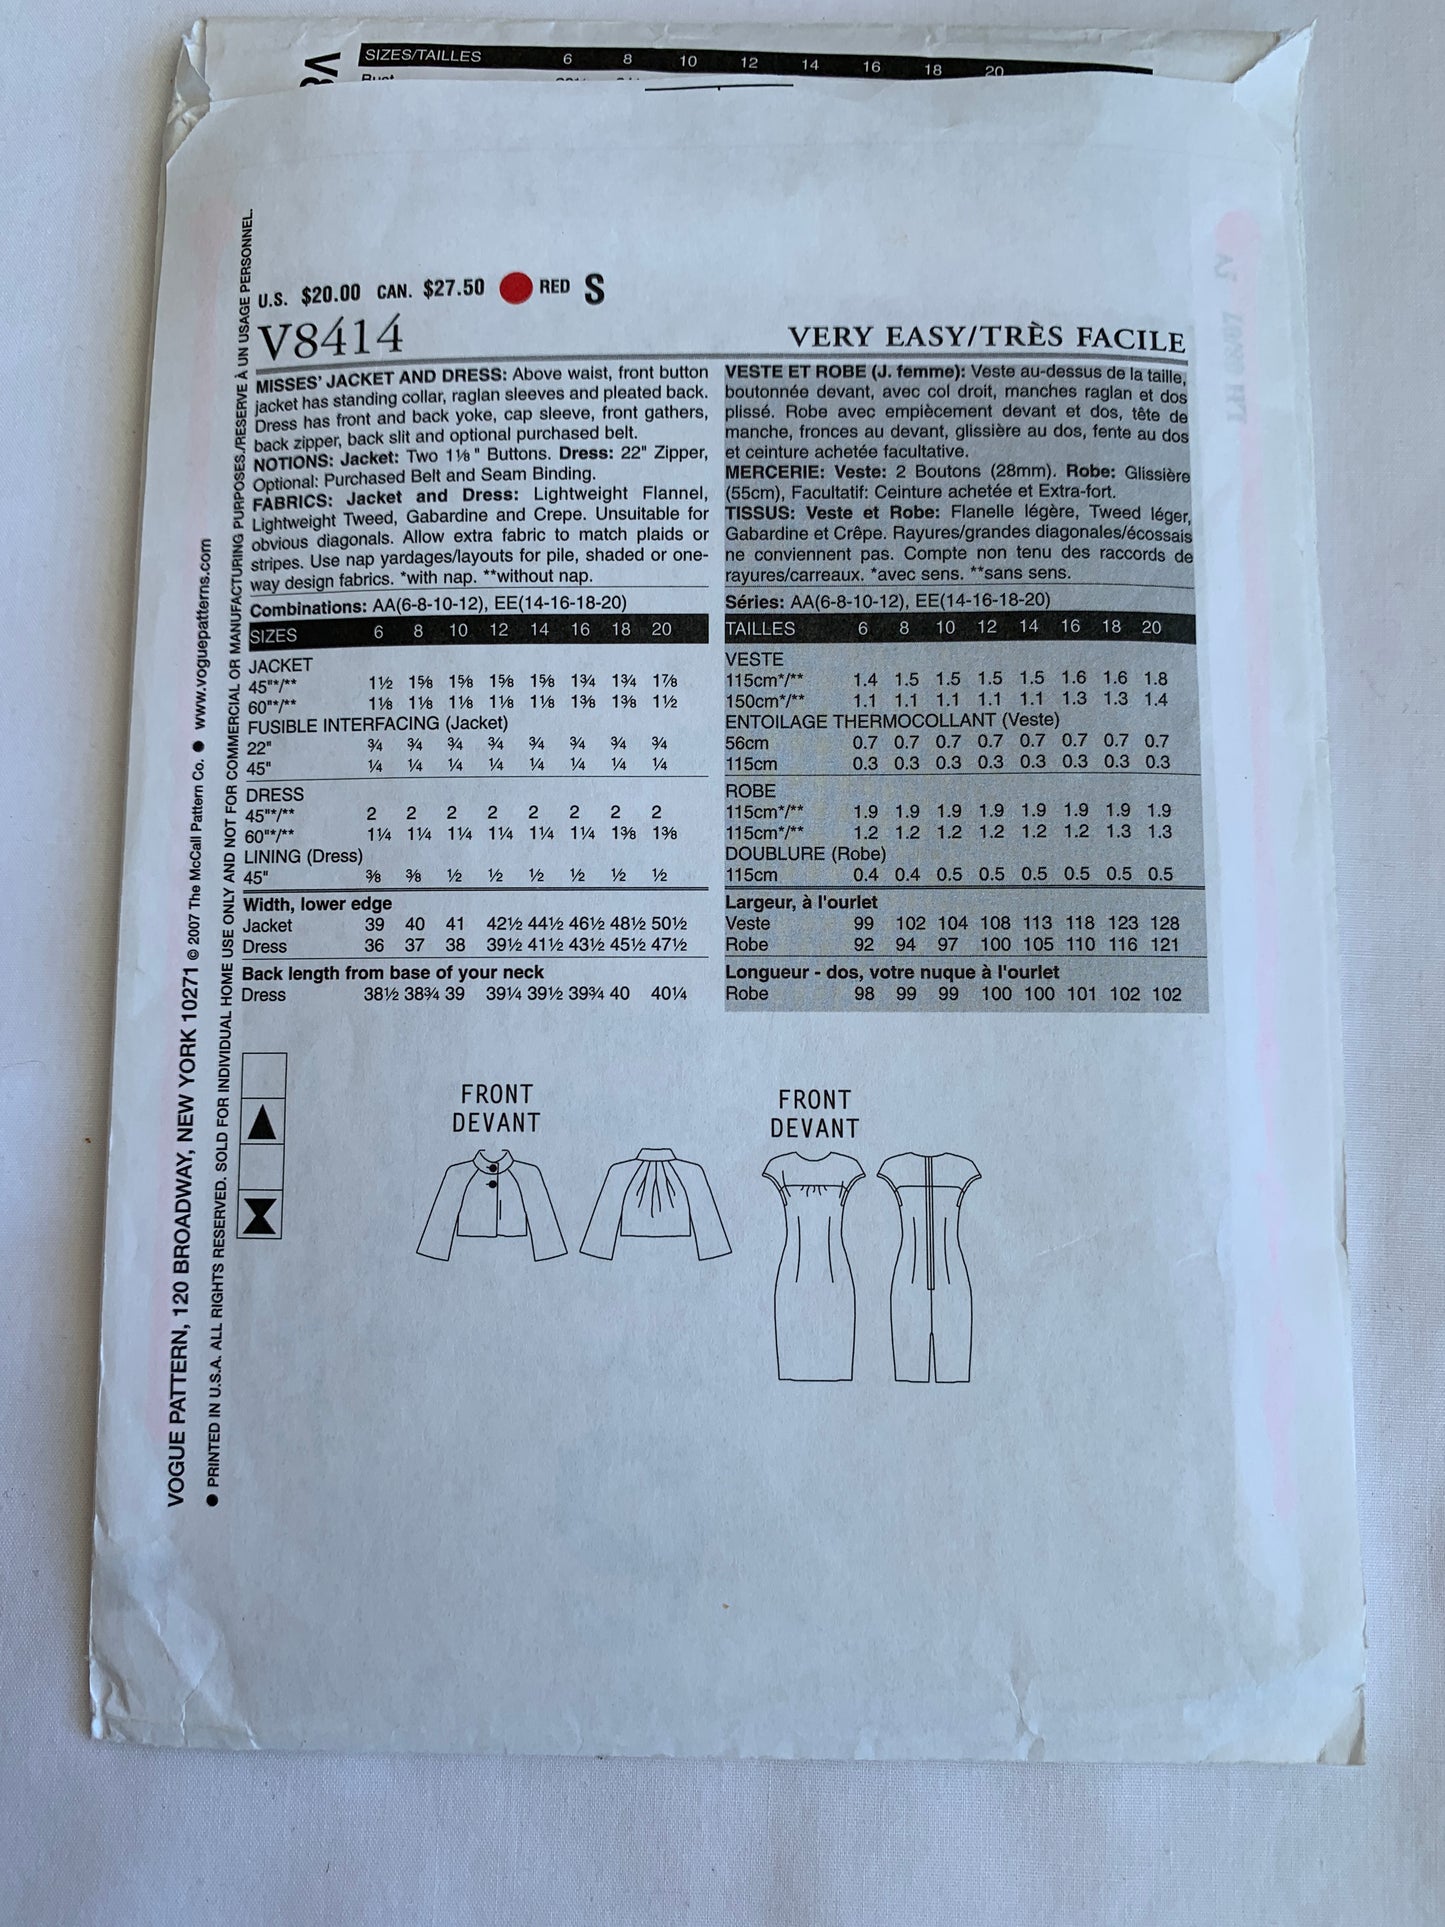 SIZES/TAILLES 6 8 10 12 14 16 18 20
U.S. $20.00 CAN. $27.50 RED S
V8414
VERY EASY/TRÈS FACILE
MISSES' JACKET AND DRESS: Above waist, front button
jacket has standing collar, raglan sleeves and pleated back.
Dress has front and back yoke, cap sleeve, front gathers,
back zipper, back slit and optional purchased belt.
NOTIONS: Jacket: Two 1⅛" Buttons. Dress: 22" Zipper,
Optional: Purchased Belt and Seam Binding.
FABRICS: Jacket and Dress: Lightweight Flannel,
Lightweight Tweed, Gabardine and Crepe. Unsuitable for
obvious diagonals. Allow extra fabric to match plaids or
stripes. Use nap yardages/layouts for pile, shaded or one-
way design fabrics. *with nap. **without nap.
Combinations: AA(6-8-10-12), EE(14-16-18-20)
SIZES 6 8 10 12 14 16 18 20
JACKET
45"*/** 1½ 1⅝ 1⅝ 1⅝ 1⅝ 1¾ 1¾ 1⅞
60"*/** 1⅛ 1⅛ 1⅛ 1⅛ 1⅛ 1⅜ 1⅜ 1½
FUSIBLE INTERFACING (Jacket)
22" ¾ ¾ ¾ ¾ ¾ ¾ ¾ ¾
45" ¼ ¼ ¼ ¼ ¼ ¼ ¼ ¼
DRESS
45"*/** 2 2 2 2 2 2 2 2
60"*/** 1¼ 1¼ 1¼ 1¼ 1¼ 1¼ 1⅜ 1⅜
LINING (Dress)
45" ⅜ ⅜ ½ ½ ½ ½ ½ ½
Width, lower edge
Jacket 39 40 41 42½ 44½ 46½ 48½ 50½
Dress 36 37 38 39½ 41½ 43½ 45½ 47½
Back length from base of your neck
Dress 38½ 38¾ 39 39¼ 39½ 39¾ 40 40¼
VESTE ET ROBE (J. femme): Veste au-dessus de la taille,
boutonnée devant, avec col droit, manches raglan et dos
plissé. Robe avec empiècement devant et dos, tête de
manche, fronces au devant, glissière au dos, fente au dos
et ceinture achetée facultative.
MERCERIE: Veste: 2 Boutons (28mm). Robe: Glissière
(55cm), Facultatif: Ceinture achetée et Extra-fort.
TISSUS: Veste et Robe: Flanelle légère, Tweed léger,
Gabardine et Crêpe. Rayures/grandes diagonales/écossais
ne conviennent pas. Compte non tenu des raccords de
rayures/carreaux. *avec sens. **sans sens.
Séries: AA(6-8-10-12), EE(14-16-18-20)
TAILLES 6 8 10 12 14 16 18 20
VESTE
115cm*/** 1.4 1.5 1.5 1.5 1.5 1.6 1.6 1.8
150cm*/** 1.1 1.1 1.1 1.1 1.1 1.3 1.3 1.4
ENTOILAGE THERMOCOLLANT (Veste)
56cm 0.7 0.7 0.7 0.7 0.7 0.7 0.7 0.7
115cm 0.3 0.3 0.3 0.3 0.3 0.3 0.3 0.3
ROBE
115cm*/** 1.9 1.9 1.9 1.9 1.9 1.9 1.9 1.9
115cm*/** 1.2 1.2 1.2 1.2 1.2 1.2 1.3 1.3
DOUBLURE (Robe)
115cm 0.4 0.4 0.5 0.5 0.5 0.5 0.5 0.5
Largeur, à l'ourlet
Veste 99 102 104 108 113 118 123 128
Robe 92 94 97 100 105 110 116 121
Longueur - dos, votre nuque à l'ourlet
Robe 98 99 99 100 100 101 102 102
FRONT
DEVANT
FRONT
DEVANT
VOGUE PATTERN, 120 BROADWAY, NEW YORK 10271 © 2007 The McCall Pattern Co. ● www.voguepatterns.com
● PRINTED IN U.S.A. ALL RIGHTS RESERVED. SOLD FOR INDIVIDUAL HOME USE ONLY AND NOT FOR COMMERCIAL OR MANUFACTURING PURPOSES./RESERVE À UN USAGE PERSONNEL.